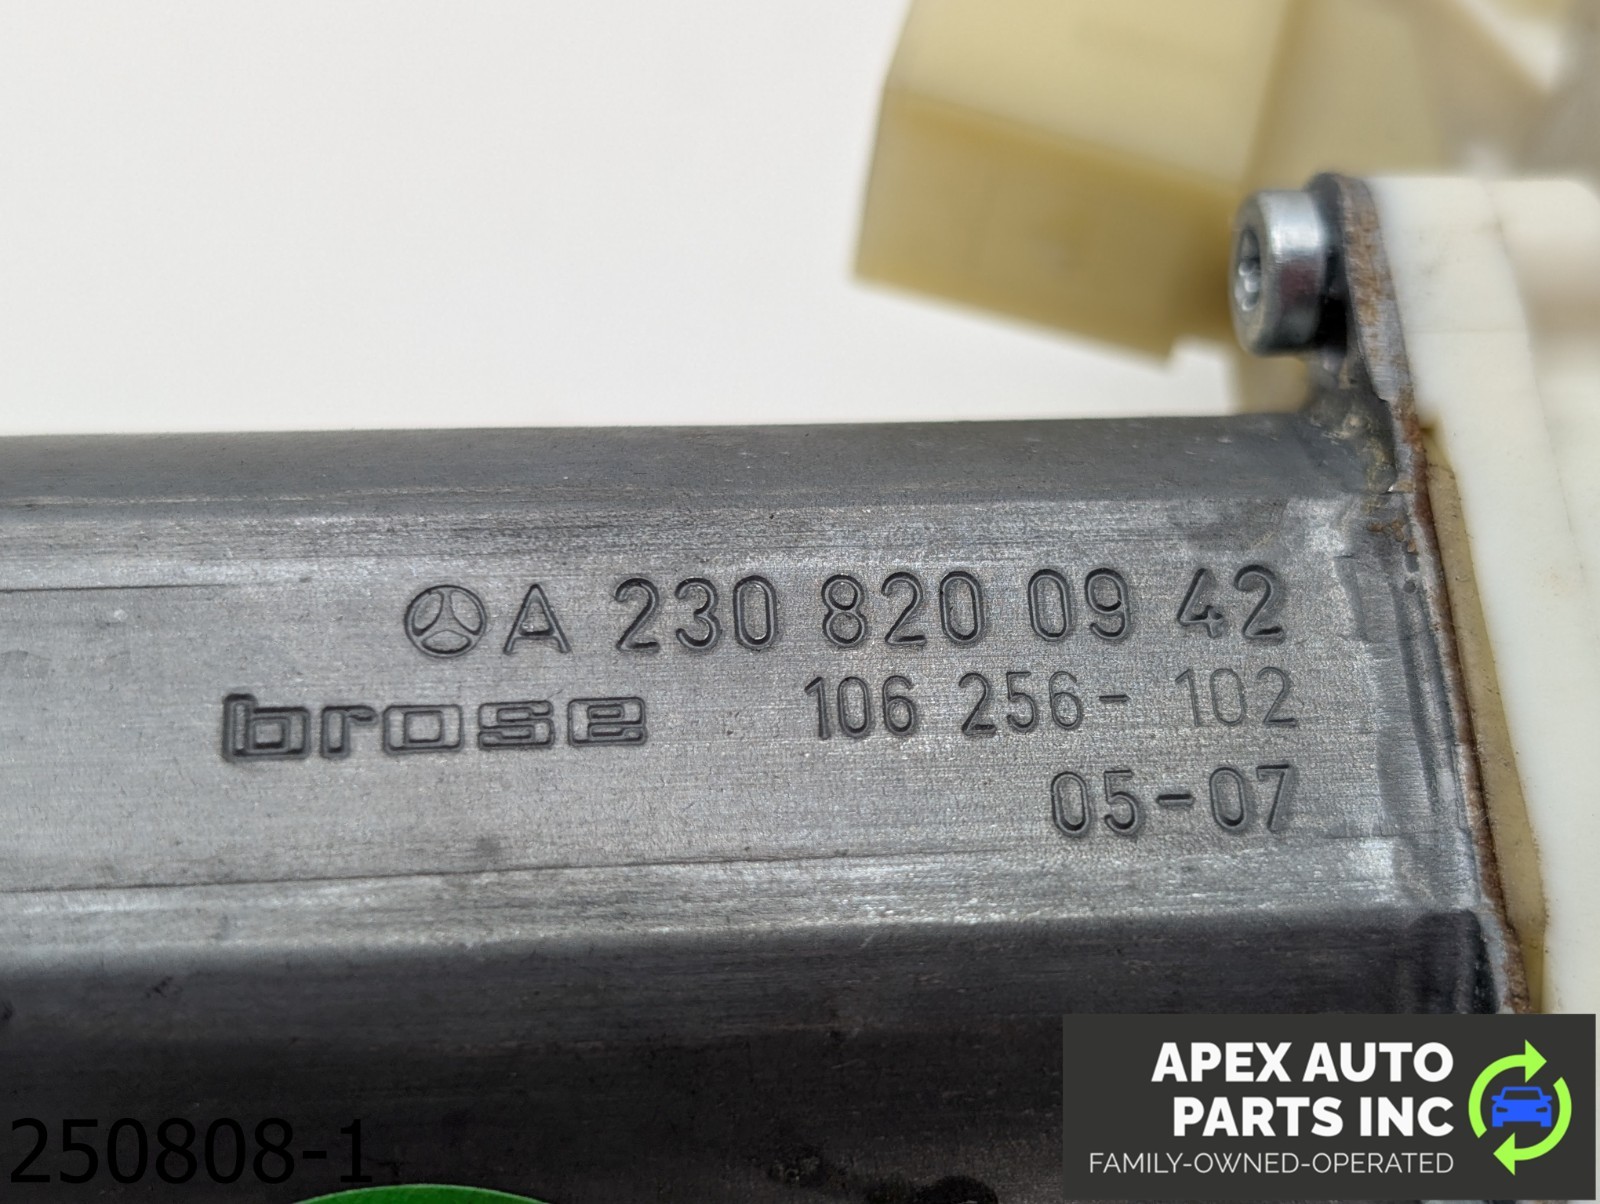 A 230 820 09 42
brose 106 256-102
05-07
250808-1
APEX AUTO
PARTS INC
FAMILY-OWNED-OPERATED